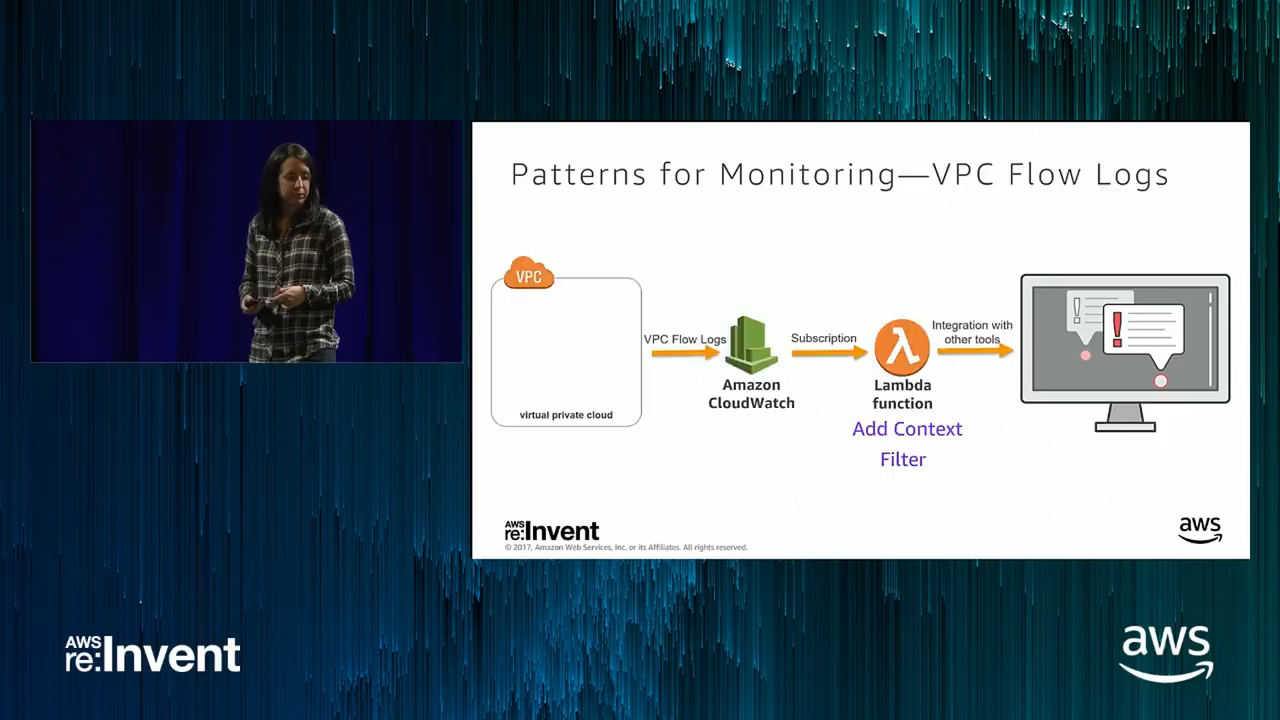 Patterns for Monitoring—VPC Flow Logs
VPC
virtual private cloud
VPC Flow Logs
Amazon
CloudWatch
Subscription
Lambda
function
Add Context
Filter
Integration with
other tools
AWS
re:Invent
© 2017, Amazon Web Services, Inc. or its Affiliates. All rights reserved.
aws
AWS
re:Invent
aws